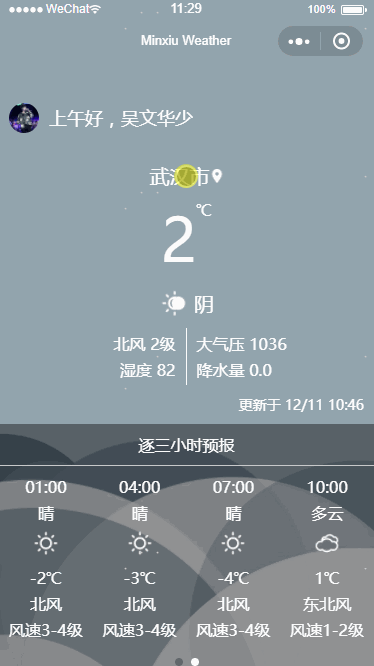 WeChat 11:29 100%
Minxiu Weather
上午好，吴文华少
武汉市
2℃
阴
北风 2级 大气压 1036
湿度 82 降水量 0.0
更新于 12/11 10:46
逐三小时预报
01:00 04:00 07:00 10:00
晴 晴 晴 多云
-2℃ -3℃ -4℃ 1℃
北风 北风 北风 东北风
风速3-4级 风速3-4级 风速3-4级 风速1-2级